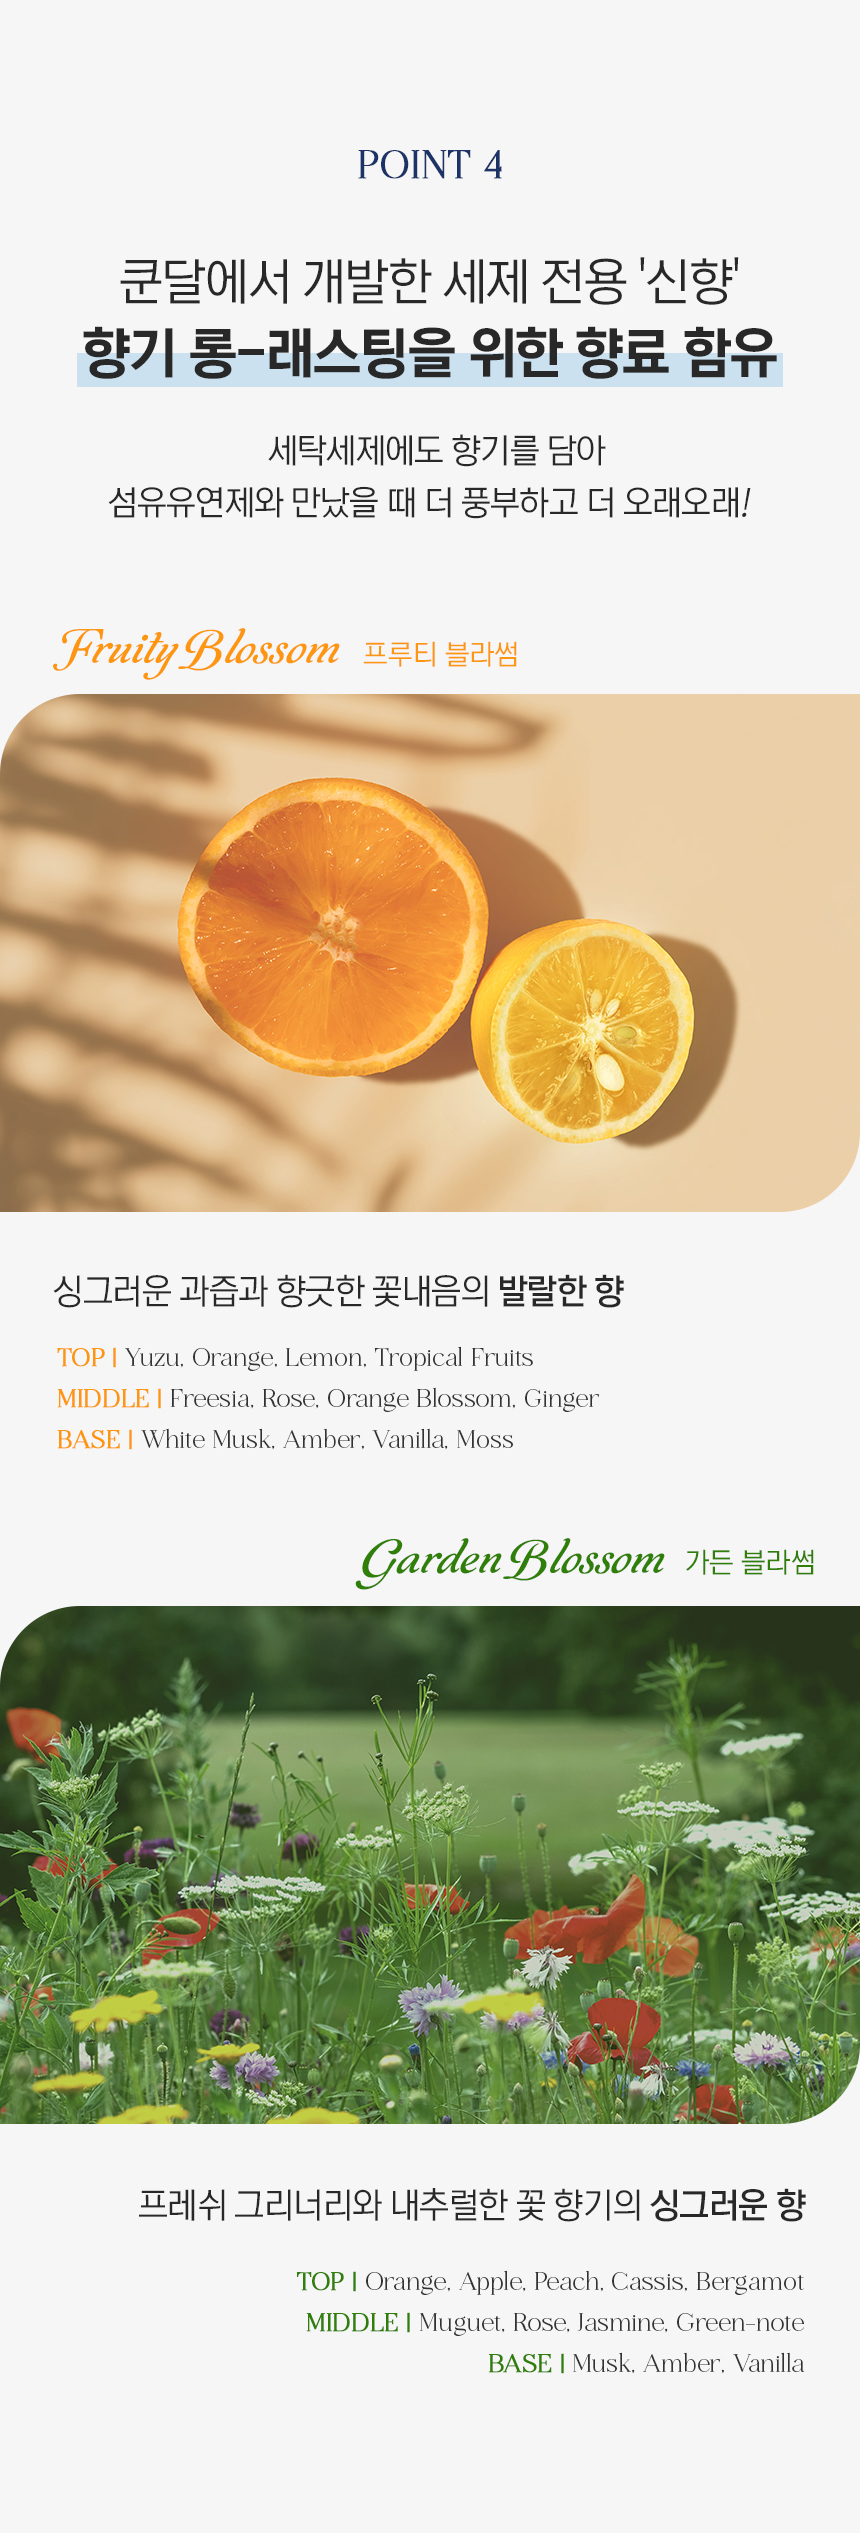 POINT 4
쿤달에서 개발한 세제 전용 '신향'
향기 롱-래스팅을 위한 향료 함유
세탁세제에도 향기를 담아
섬유유연제와 만났을 때 더 풍부하고 더 오래오래!
Fruity Blossom 프루티 블라썸
싱그러운 과즙과 향긋한 꽃내음의 발랄한 향
TOP | Yuzu, Orange, Lemon, Tropical Fruits
MIDDLE | Freesia, Rose, Orange Blossom, Ginger
BASE | White Musk, Amber, Vanilla, Moss
Garden Blossom 가든 블라썸
프레쉬 그리너리와 내추럴한 꽃 향기의 싱그러운 향
TOP | Orange, Apple, Peach, Cassis, Bergamot
MIDDLE | Muguet, Rose, Jasmine, Green-note
BASE | Musk, Amber, Vanilla